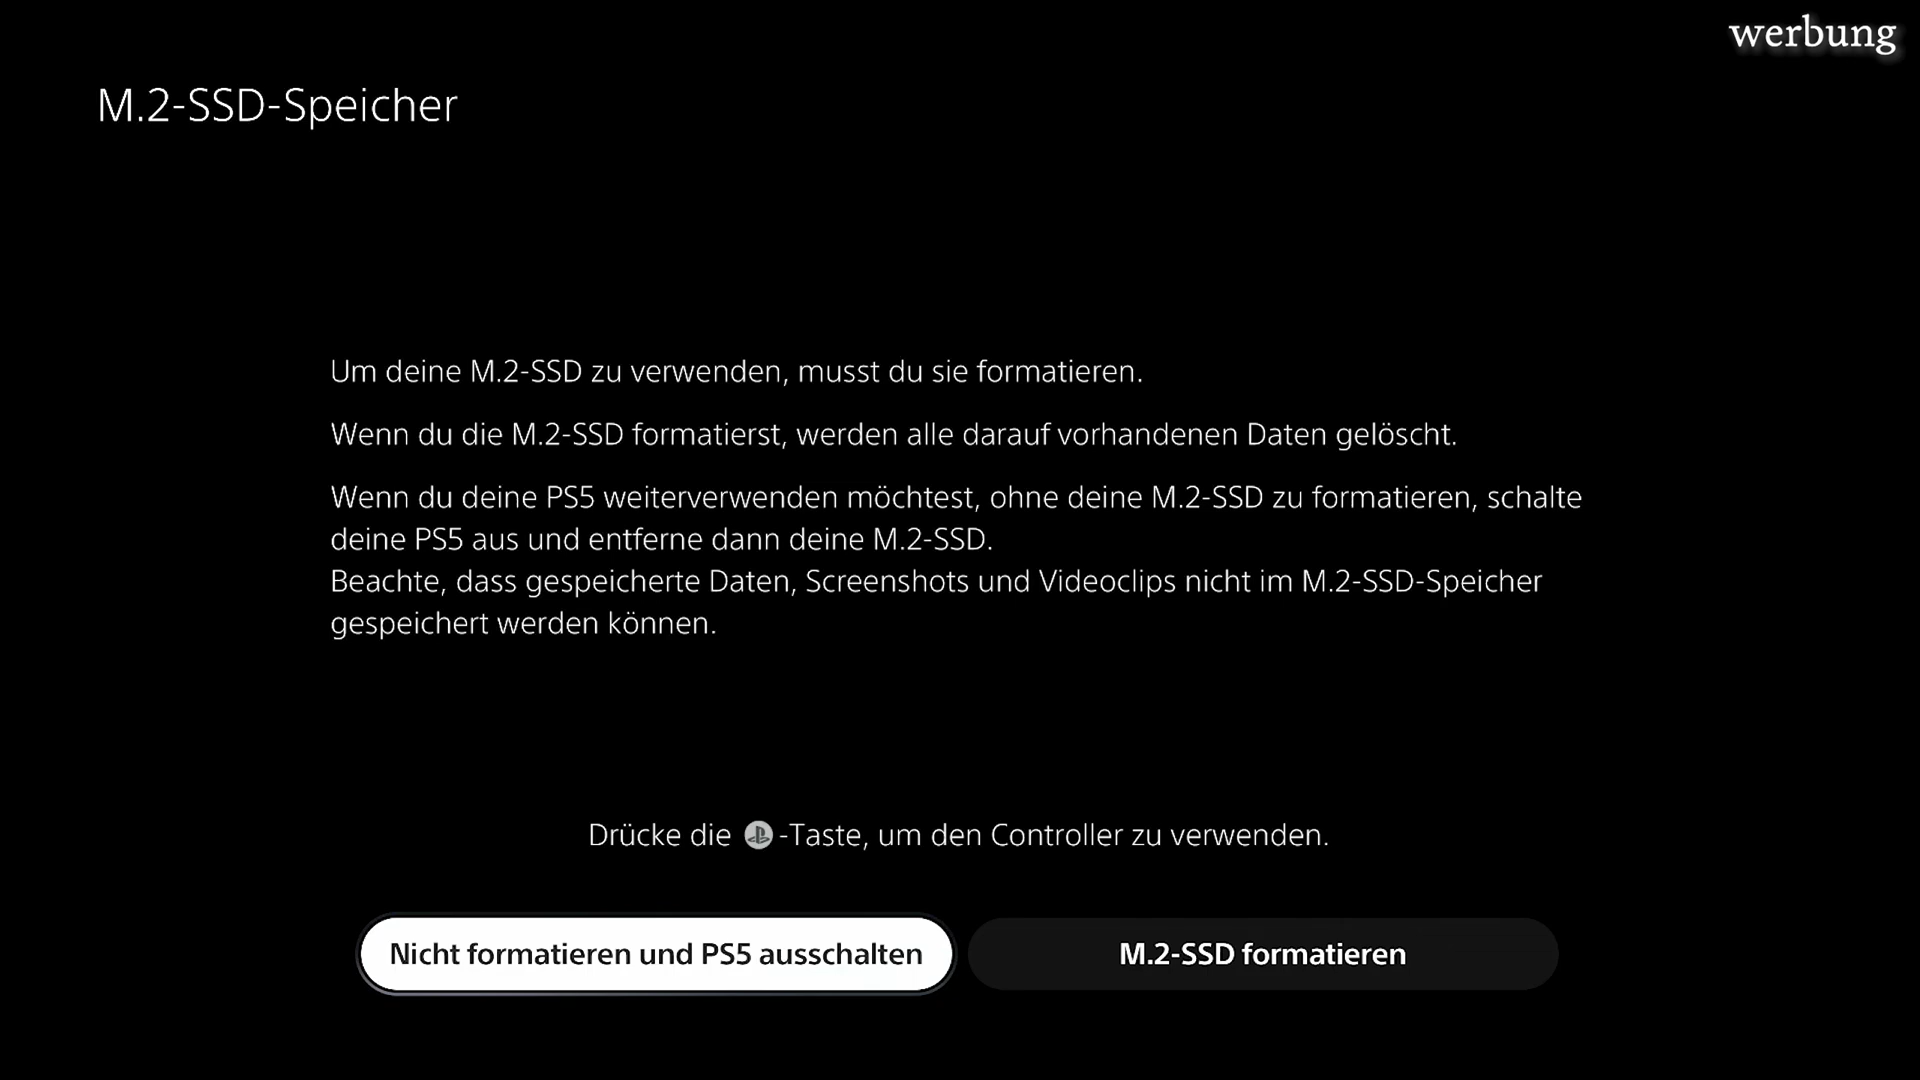 werbung
M.2-SSD-Speicher
Um deine M.2-SSD zu verwenden, musst du sie formatieren.
Wenn du die M.2-SSD formatierst, werden alle darauf vorhandenen Daten gelöscht.
Wenn du deine PS5 weiterverwenden möchtest, ohne deine M.2-SSD zu formatieren, schalte
deine PS5 aus und entferne dann deine M.2-SSD.
Beachte, dass gespeicherte Daten, Screenshots und Videoclips nicht im M.2-SSD-Speicher
gespeichert werden können.
Drücke die -Taste, um den Controller zu verwenden.
Nicht formatieren und PS5 ausschalten
M.2-SSD formatieren